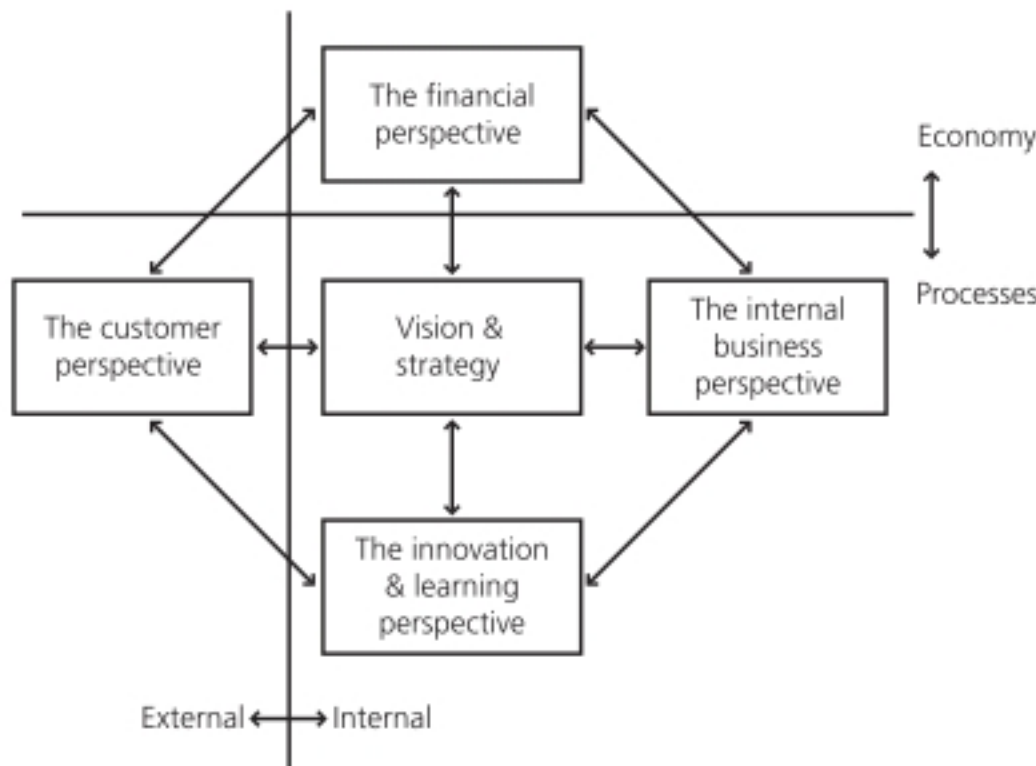 The financial
perspective
Economy
Processes
The customer
perspective
Vision &
strategy
The internal
business
perspective
The innovation
& learning
perspective
External
Internal